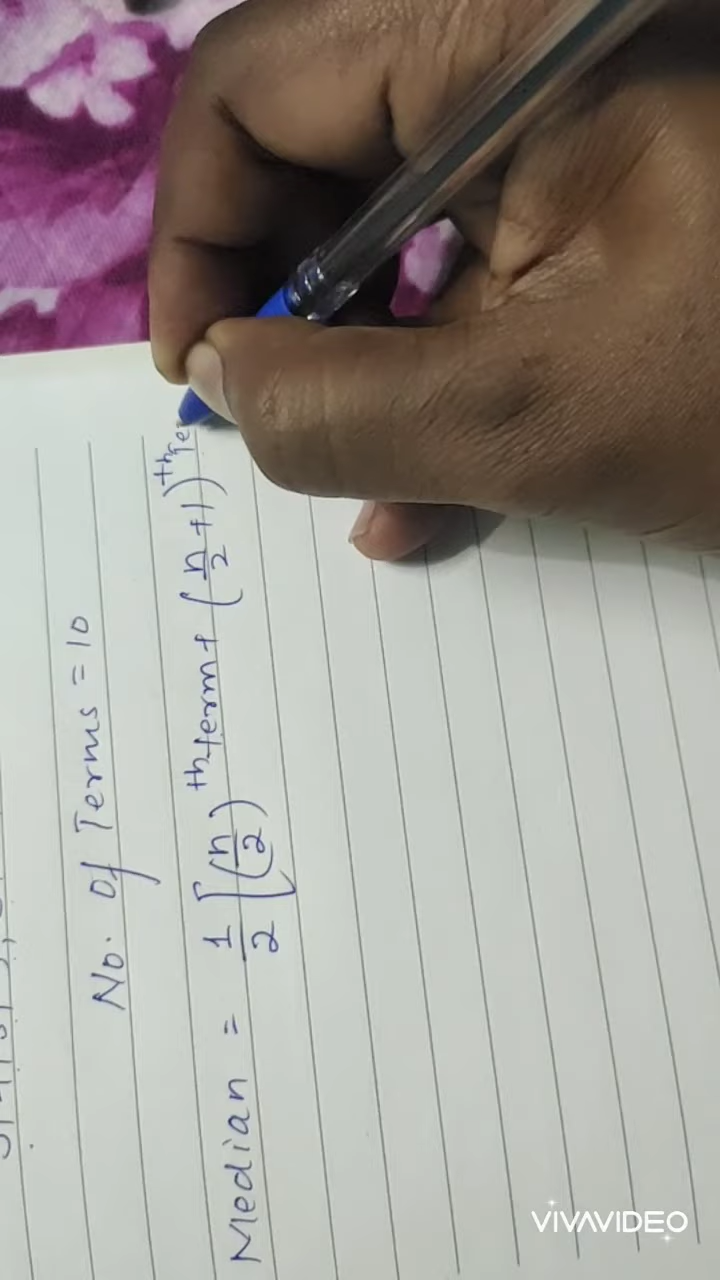 No. Of Terms = 10
Median = 1/2 [(n/2)th term + (n/2 + 1)th te
VIVAVIDEO